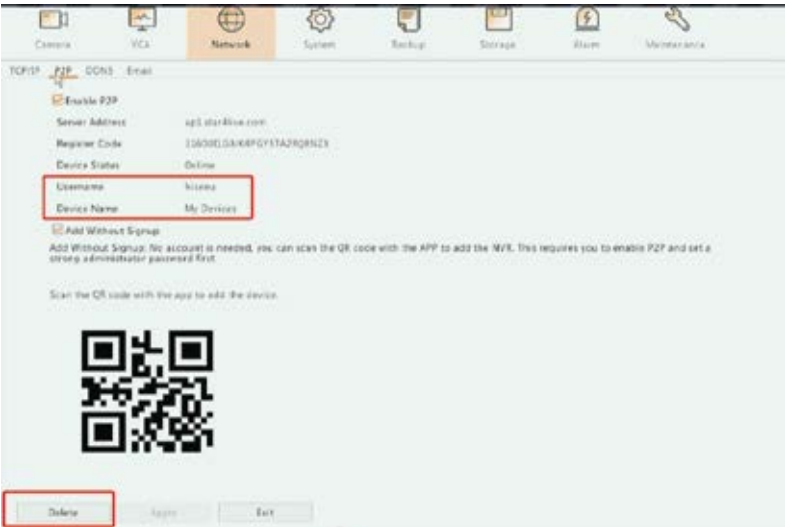 Camera VCA Network System Backup Storage Alarm Maintenance
TCP/IP P2P DDNS Email
Enable P2P
Server Address
Register Code
Device Status Online
Username
Device Name My Devices
Add Without Signup
Add Without Signup: No account is needed, you can scan the QR code with the APP to add the NVR. This requires you to enable P2P and set a
strong administrator password first.
Scan the QR code with the app to add the device.
Delete Apply Exit